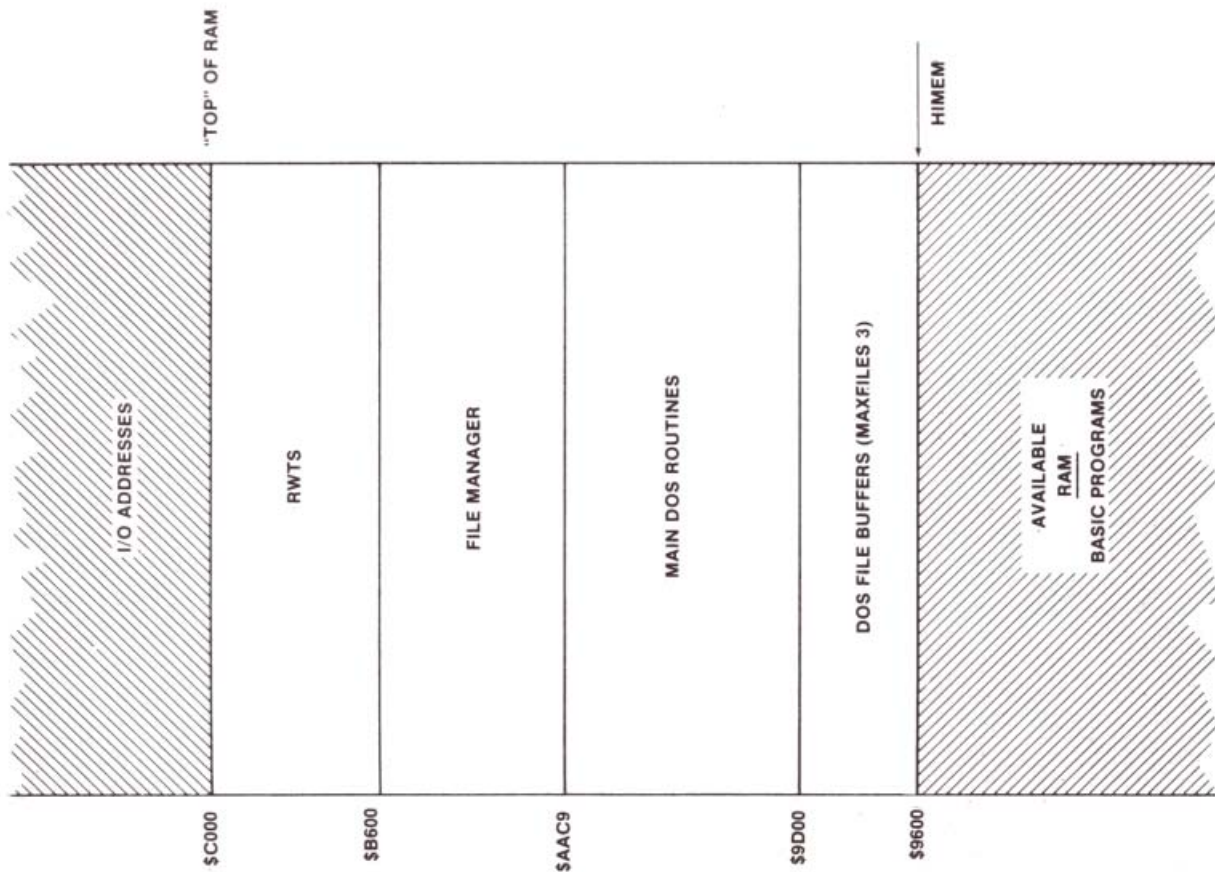 "TOP" OF RAM
I/O ADDRESSES
$C000
RWTS
$B600
FILE MANAGER
$AAC9
MAIN DOS ROUTINES
$9D00
DOS FILE BUFFERS (MAXFILES 3)
$9600
HIMEM
AVAILABLE
RAM
BASIC PROGRAMS